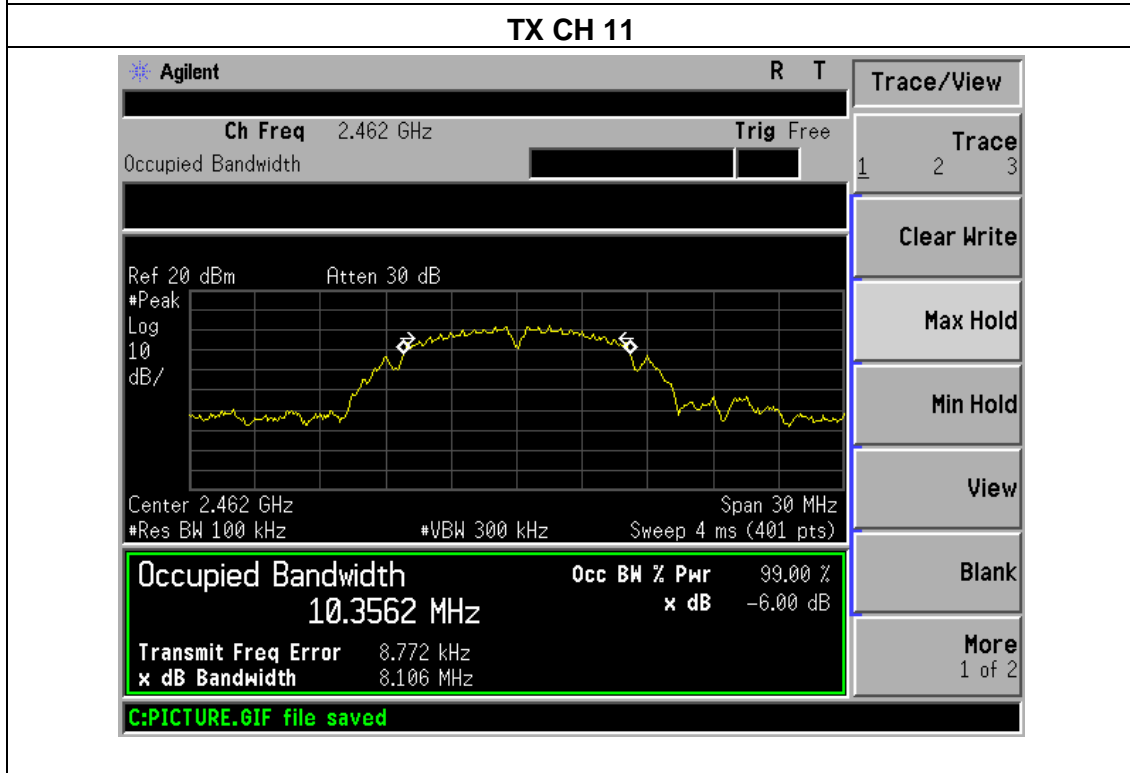 TX CH 11
Agilent R T
Trace/View
Ch Freq 2.462 GHz Trig Free
Occupied Bandwidth
Trace
1 2 3
Clear Write
Ref 20 dBm Atten 30 dB
#Peak
Log
10
dB/
Max Hold
Min Hold
View
Center 2.462 GHz Span 30 MHz
#Res BW 100 kHz #VBW 300 kHz Sweep 4 ms (401 pts)
Occupied Bandwidth Occ BW % Pwr 99.00 %
10.3562 MHz x dB -6.00 dB
Blank
Transmit Freq Error 8.772 kHz
x dB Bandwidth 8.106 MHz
More
1 of 2
C:PICTURE.GIF file saved